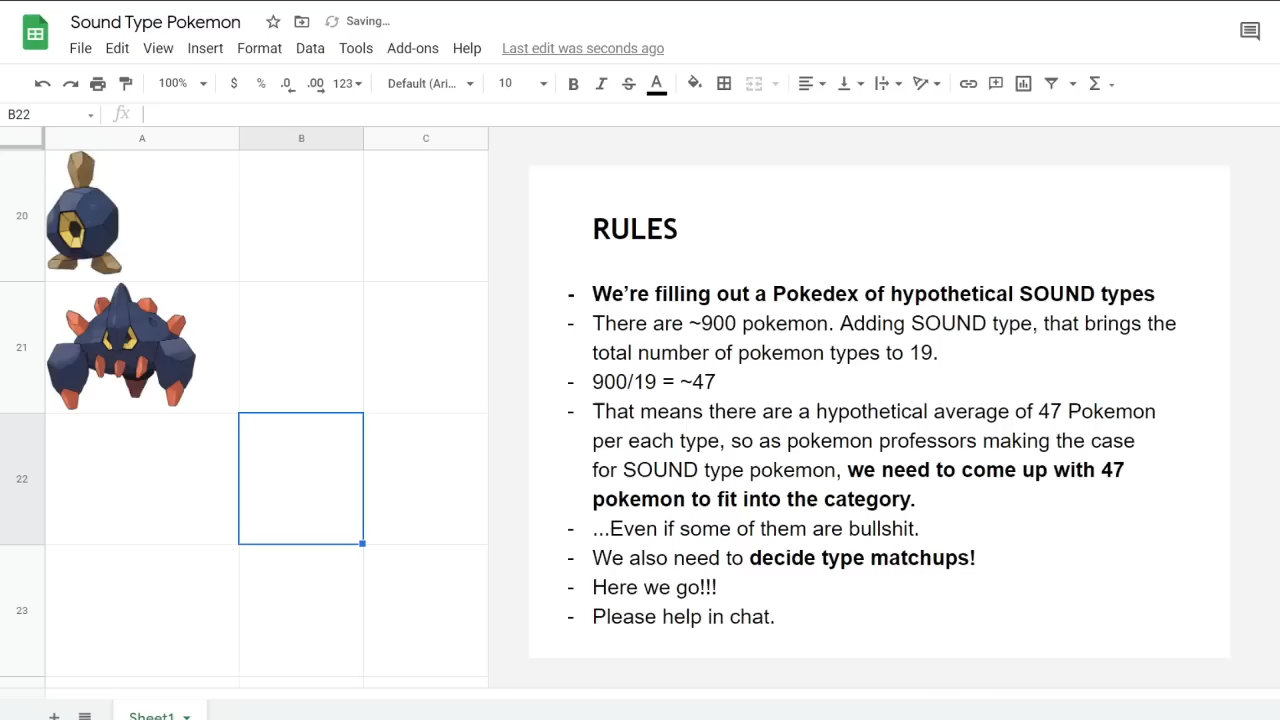 Sound Type Pokemon
Saving...
File Edit View Insert Format Data Tools Add-ons Help Last edit was seconds ago
100% $ % .0 .00 123 Default (Ari... 10 B I S A
B22 fx
A B C
20
21
22
23
RULES
- We're filling out a Pokedex of hypothetical SOUND types
- There are ~900 pokemon. Adding SOUND type, that brings the
total number of pokemon types to 19.
- 900/19 = ~47
- That means there are a hypothetical average of 47 Pokemon
per each type, so as pokemon professors making the case
for SOUND type pokemon, we need to come up with 47
pokemon to fit into the category.
- ...Even if some of them are bullshit.
- We also need to decide type matchups!
- Here we go!!!
- Please help in chat.
Sheet1